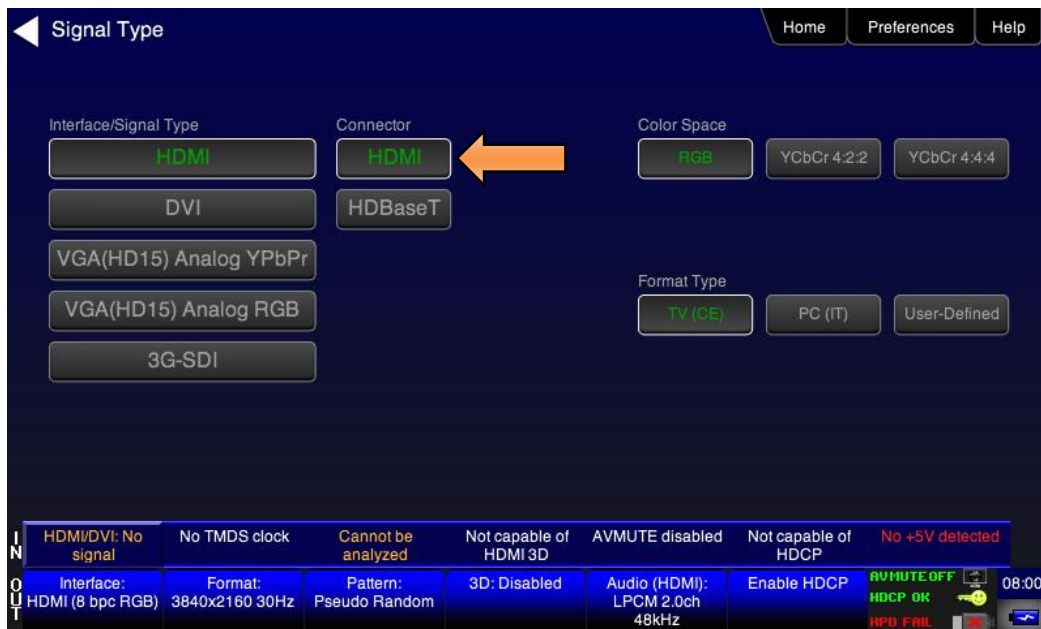 Signal Type
Home
Preferences
Help
Interface/Signal Type
Connector
Color Space
HDMI
HDMI
RGB
YCbCr 4:2:2
YCbCr 4:4:4
DVI
HDBaseT
VGA(HD15) Analog YPbPr
Format Type
VGA(HD15) Analog RGB
TV (CE)
PC (IT)
User-Defined
3G-SDI
IN
HDMI/DVI: No
signal
No TMDS clock
Cannot be
analyzed
Not capable of
HDMI 3D
AVMUTE disabled
Not capable of
HDCP
No +5V detected
OUT
Interface:
HDMI (8 bpc RGB)
Format:
3840x2160 30Hz
Pattern:
Pseudo Random
3D: Disabled
Audio (HDMI):
LPCM 2.0ch
48kHz
Enable HDCP
AVMUTEOFF
HDCP OK
HPD FAIL
08:00